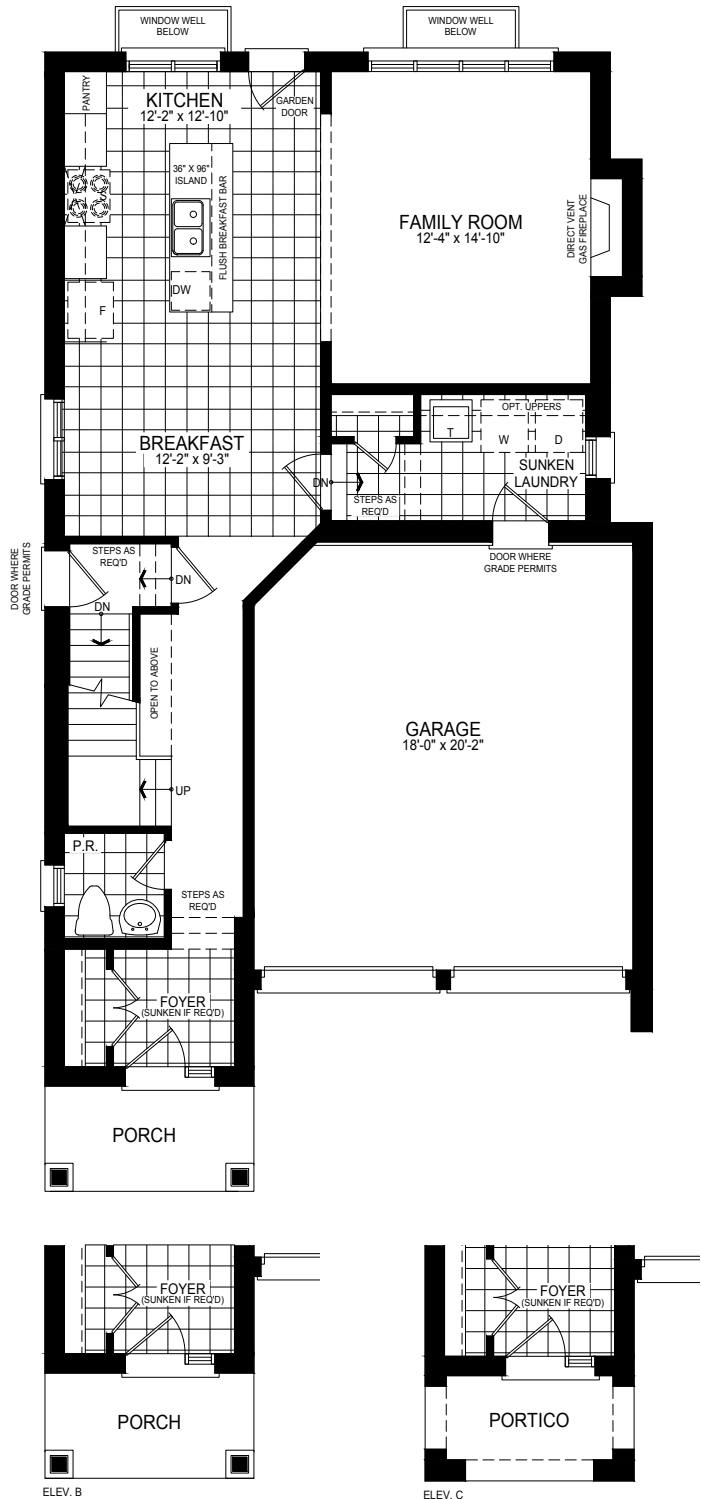 WINDOW WELL
BELOW
WINDOW WELL
BELOW
PANTRY
KITCHEN
12'-2" x 12'-10"
GARDEN
DOOR
36" X 96"
ISLAND
FLUSH BREAKFAST BAR
DW
F
FAMILY ROOM
12'-4" x 14'-10"
DIRECT VENT
GAS FIREPLACE
BREAKFAST
12'-2" x 9'-3"
OPT. UPPERS
T
W
D
SUNKEN
LAUNDRY
DN
STEPS AS
REQ'D
DOOR WHERE
GRADE PERMITS
DOOR WHERE
GRADE PERMITS
STEPS AS
REQ'D
DN
DN
OPEN TO ABOVE
UP
GARAGE
18'-0" x 20'-2"
P.R.
STEPS AS
REQ'D
FOYER
(SUNKEN IF REQ'D)
PORCH
FOYER
(SUNKEN IF REQ'D)
PORCH
ELEV. B
FOYER
(SUNKEN IF REQ'D)
PORTICO
ELEV. C